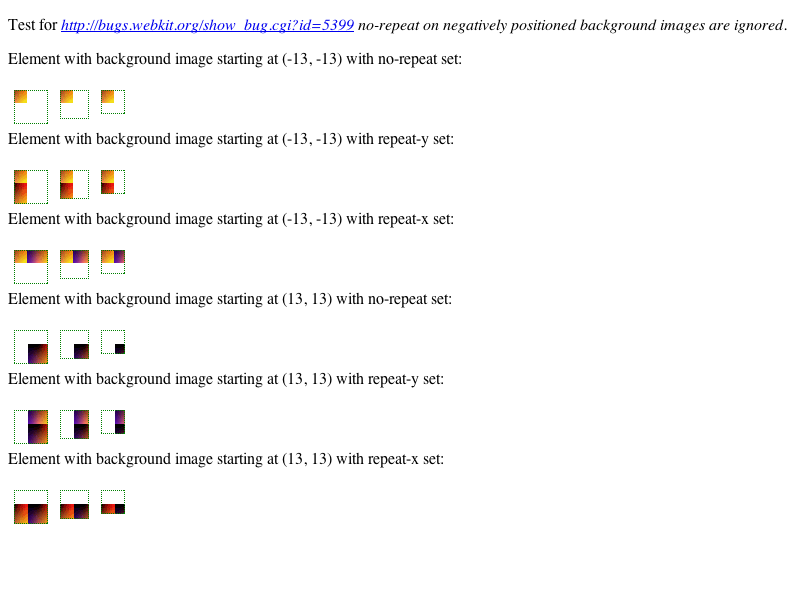 Test for http://bugs.webkit.org/show_bug.cgi?id=5399 no-repeat on negatively positioned background images are ignored.
Element with background image starting at (-13, -13) with no-repeat set:
Element with background image starting at (-13, -13) with repeat-y set:
Element with background image starting at (-13, -13) with repeat-x set:
Element with background image starting at (13, 13) with no-repeat set:
Element with background image starting at (13, 13) with repeat-y set:
Element with background image starting at (13, 13) with repeat-x set: